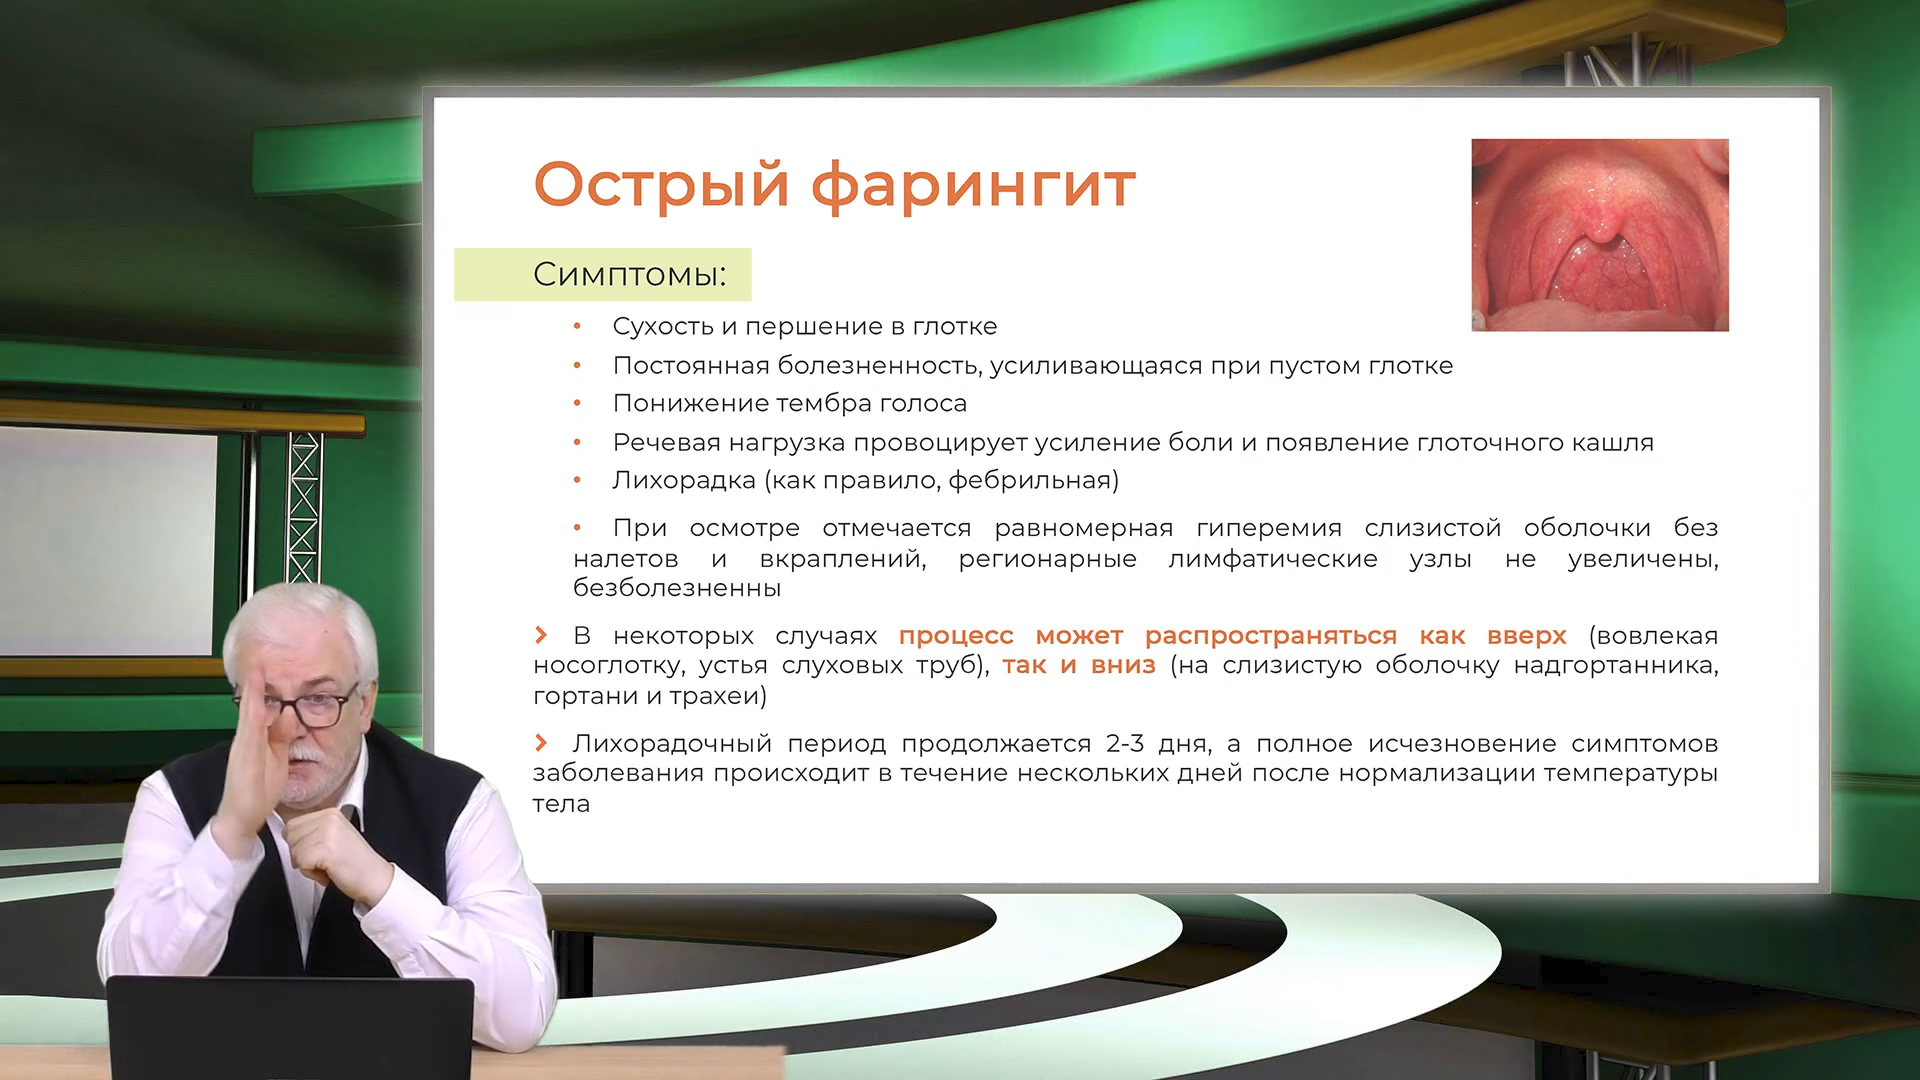 Острый фарингит
Симптомы:
• Сухость и першение в глотке
• Постоянная болезненность, усиливающаяся при пустом глотке
• Понижение тембра голоса
• Речевая нагрузка провоцирует усиление боли и появление глоточного кашля
• Лихорадка (как правило, фебрильная)
• При осмотре отмечается равномерная гиперемия слизистой оболочки без
налетов и вкраплений, регионарные лимфатические узлы не увеличены,
безболезненны
В некоторых случаях процесс может распространяться как вверх (вовлекая
носоглотку, устья слуховых труб), так и вниз (на слизистую оболочку надгортанника,
гортани и трахеи)
Лихорадочный период продолжается 2-3 дня, а полное исчезновение симптомов
заболевания происходит в течение нескольких дней после нормализации температуры
тела